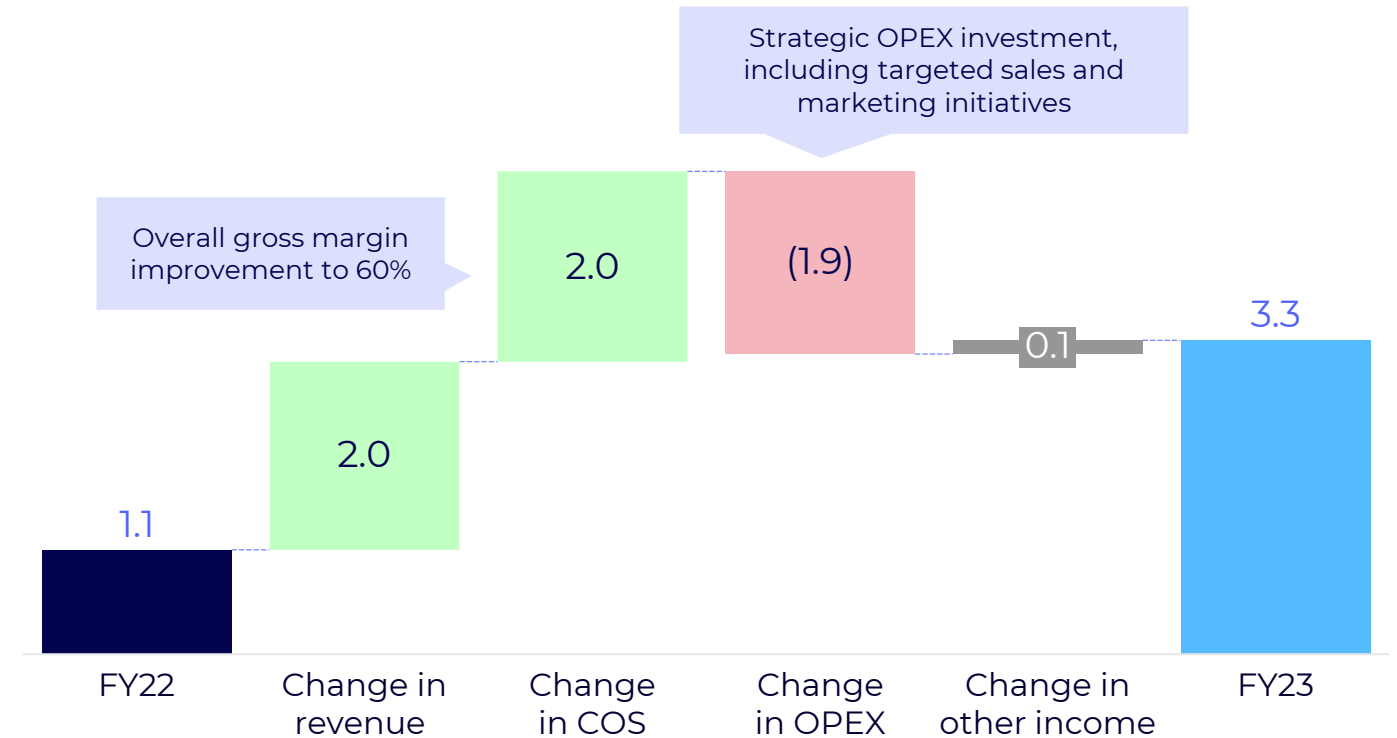 Strategic OPEX investment,
including targeted sales and
marketing initiatives
Overall gross margin
improvement to 60%
1.1
2.0
2.0
(1.9)
0.1
3.3
FY22
Change in
revenue
Change
in COS
Change
in OPEX
Change in
other income
FY23